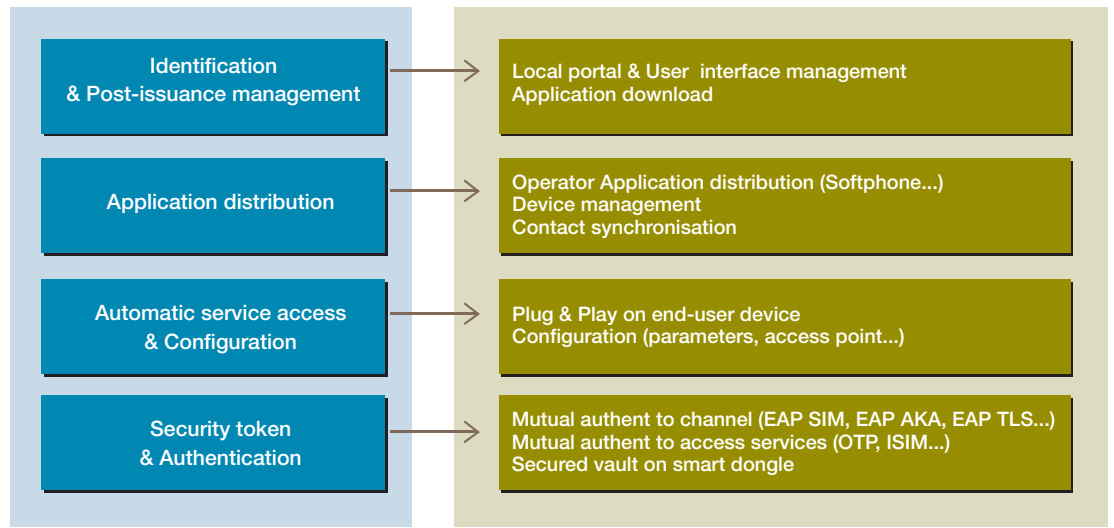 Identification
& Post-issuance management
Local portal & User interface management
Application download
Application distribution
Operator Application distribution (Softphone...)
Device management
Contact synchronisation
Automatic service access
& Configuration
Plug & Play on end-user device
Configuration (parameters, access point...)
Security token
& Authentication
Mutual authent to channel (EAP SIM, EAP AKA, EAP TLS...)
Mutual authent to access services (OTP, ISIM...)
Secured vault on smart dongle